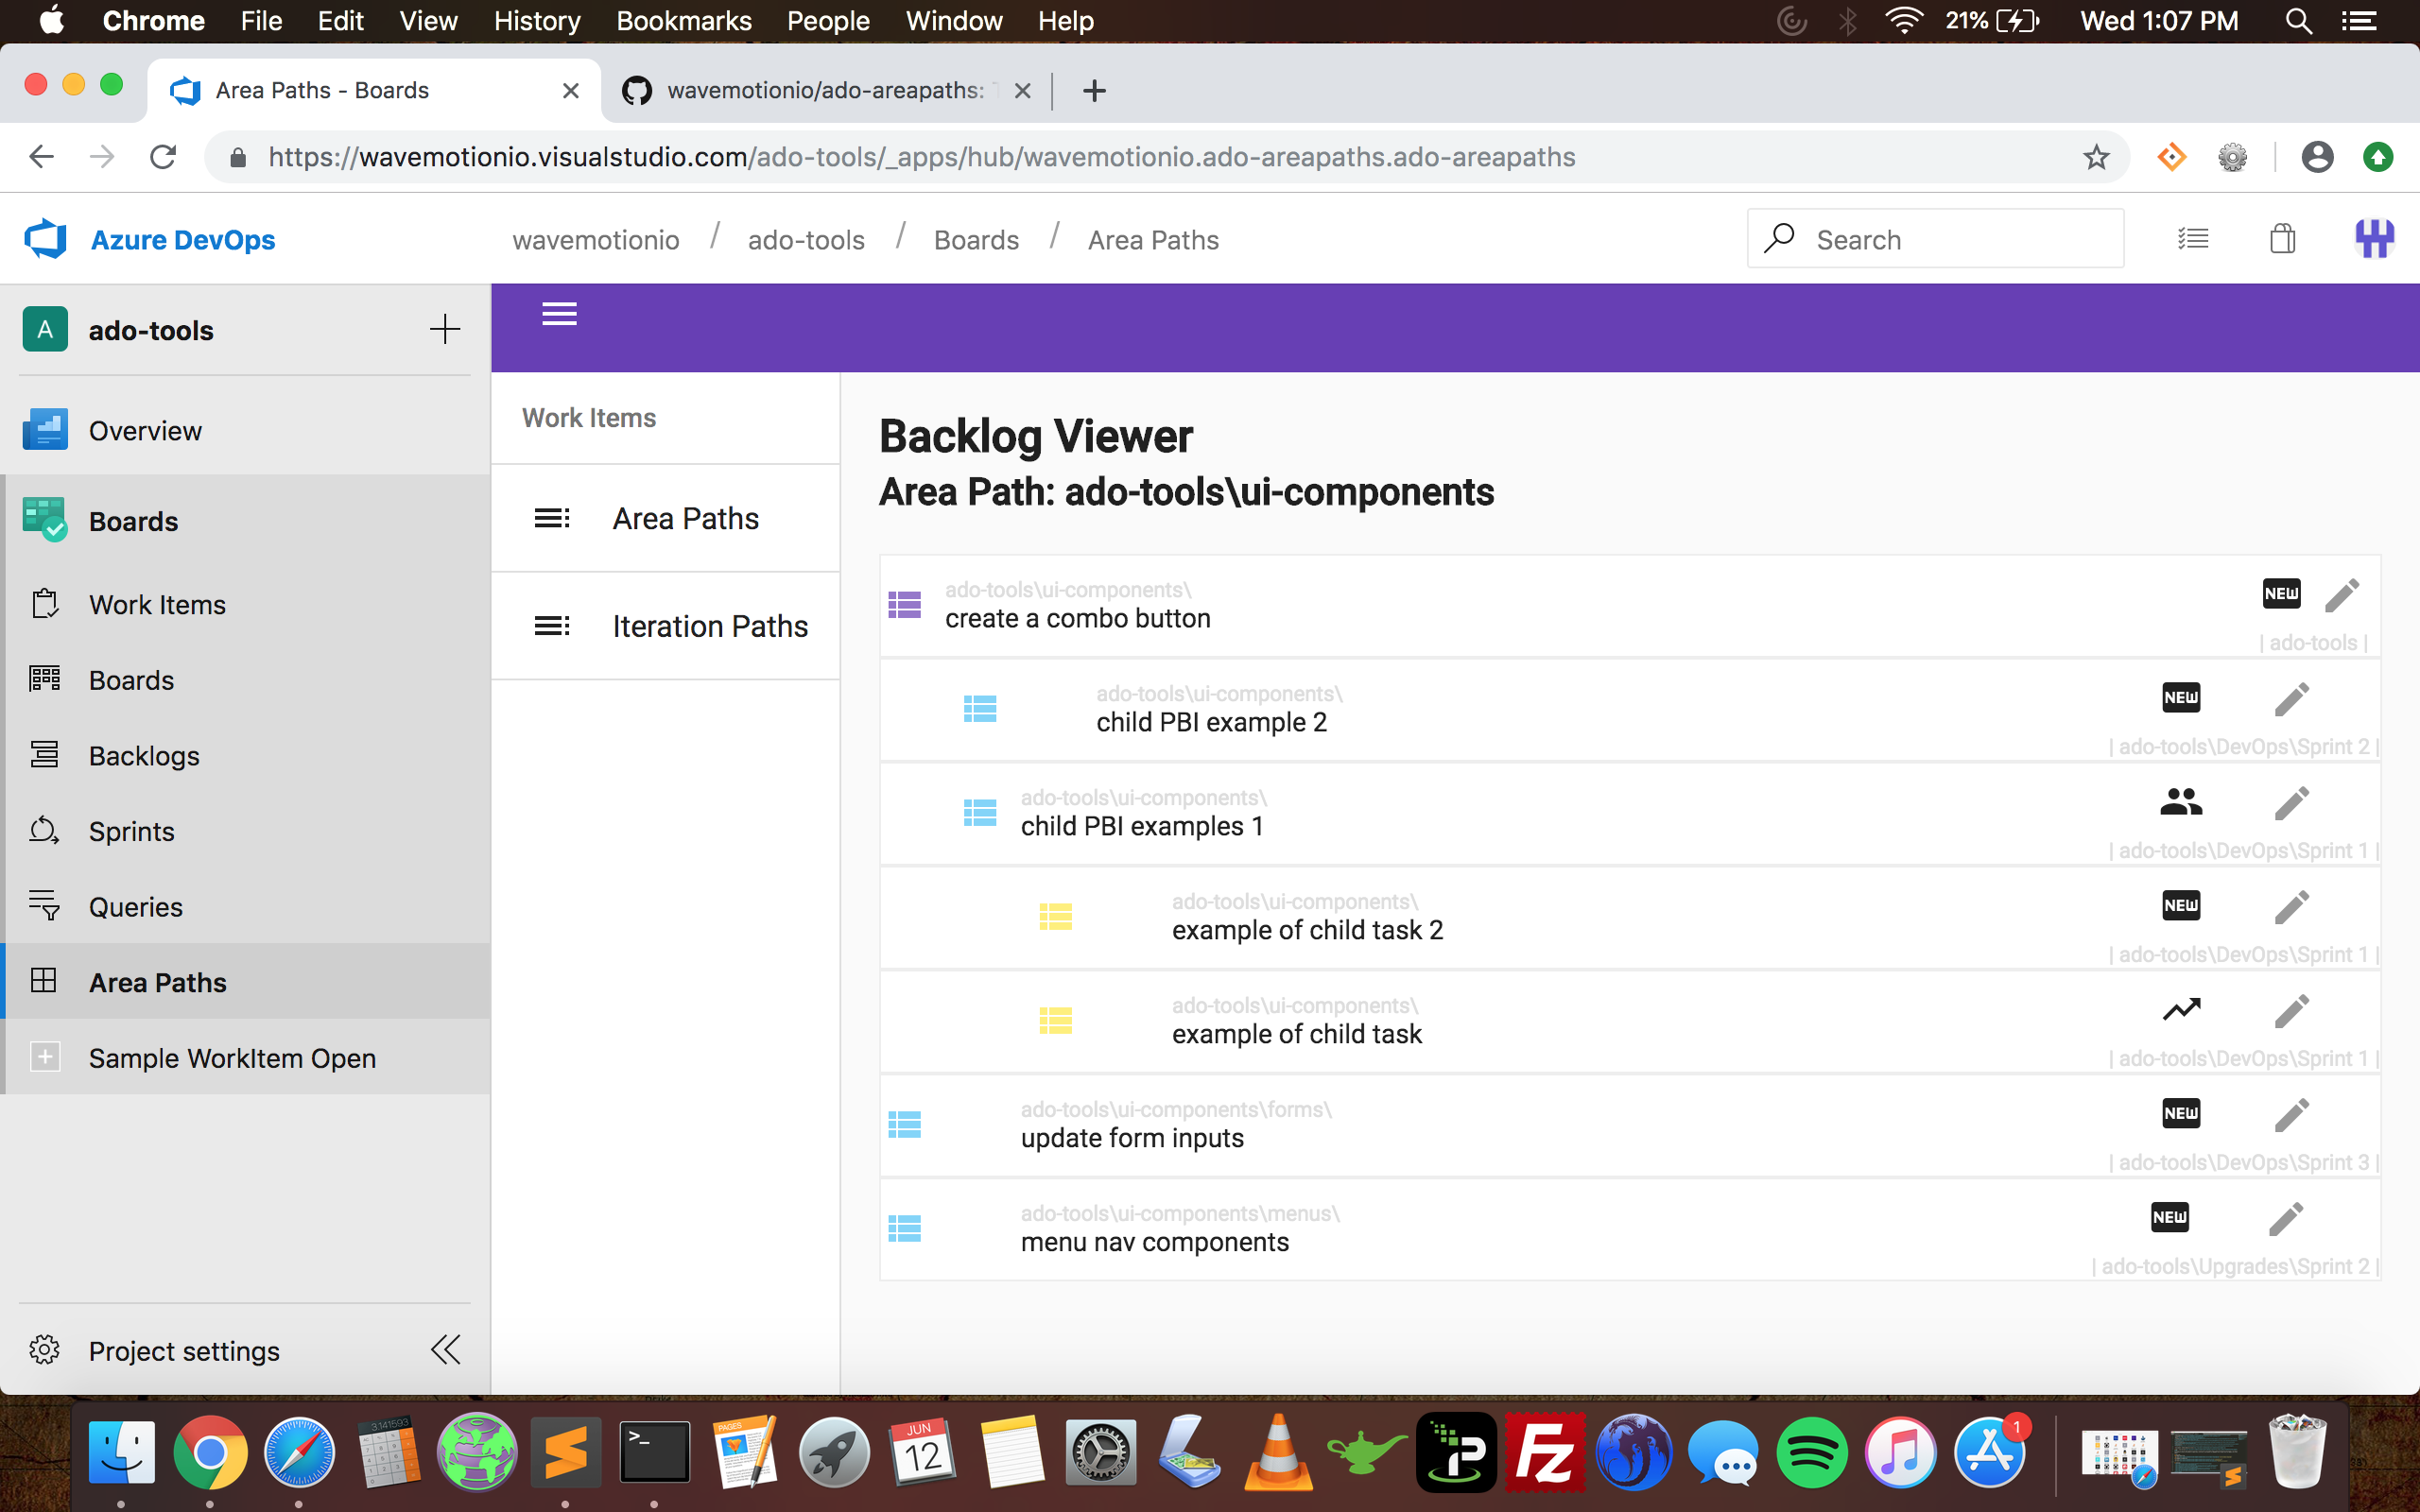 Chrome File Edit View History Bookmarks People Window Help 21% Wed 1:07 PM
Area Paths - Boards wavemotionio/ado-areapaths:
https://wavemotionio.visualstudio.com/ado-tools/_apps/hub/wavemotionio.ado-areapaths.ado-areapaths
Azure DevOps wavemotionio / ado-tools / Boards / Area Paths Search
A ado-tools
Overview
Boards
Work Items
Boards
Backlogs
Sprints
Queries
Area Paths
Sample WorkItem Open
Project settings
Work Items
Area Paths
Iteration Paths
Backlog Viewer
Area Path: ado-tools\ui-components
ado-tools\ui-components\
create a combo button
NEW
| ado-tools |
ado-tools\ui-components\
child PBI example 2
NEW
| ado-tools\DevOps\Sprint 2 |
ado-tools\ui-components\
child PBI examples 1
| ado-tools\DevOps\Sprint 1 |
ado-tools\ui-components\
example of child task 2
NEW
| ado-tools\DevOps\Sprint 1 |
ado-tools\ui-components\
example of child task
| ado-tools\DevOps\Sprint 1 |
ado-tools\ui-components\forms\
update form inputs
NEW
| ado-tools\DevOps\Sprint 3 |
ado-tools\ui-components\menus\
menu nav components
NEW
| ado-tools\Upgrades\Sprint 2 |
3.141593
>_
PAGES
JUN
12
Fz
1